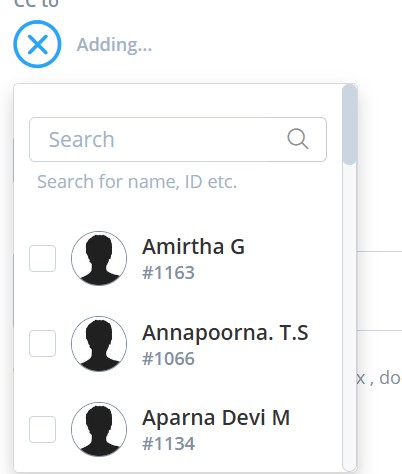 CC to
Adding...
Search
Search for name, ID etc.
Amirtha G
#1163
Annapoorna. T.S
#1066
x , do
Aparna Devi M
#1134